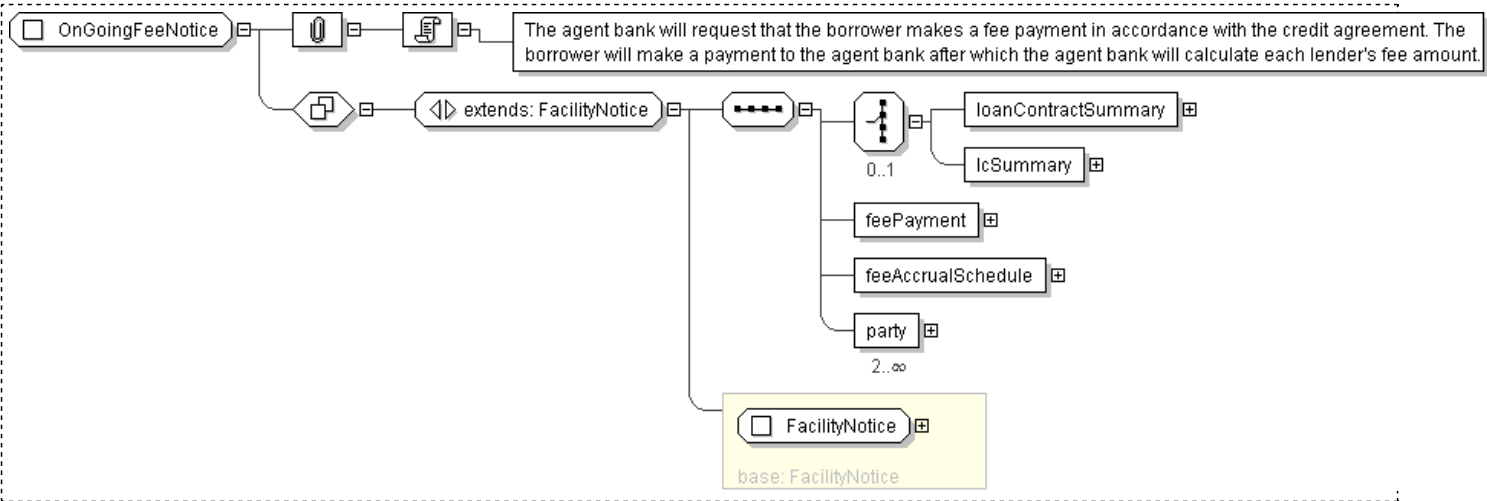 OnGoingFeeNotice
The agent bank will request that the borrower makes a fee payment in accordance with the credit agreement. The
borrower will make a payment to the agent bank after which the agent bank will calculate each lender's fee amount.
extends: FacilityNotice
loanContractSummary
0..1
lcSummary
feePayment
feeAccrualSchedule
party
2..∞
FacilityNotice
base: FacilityNotice